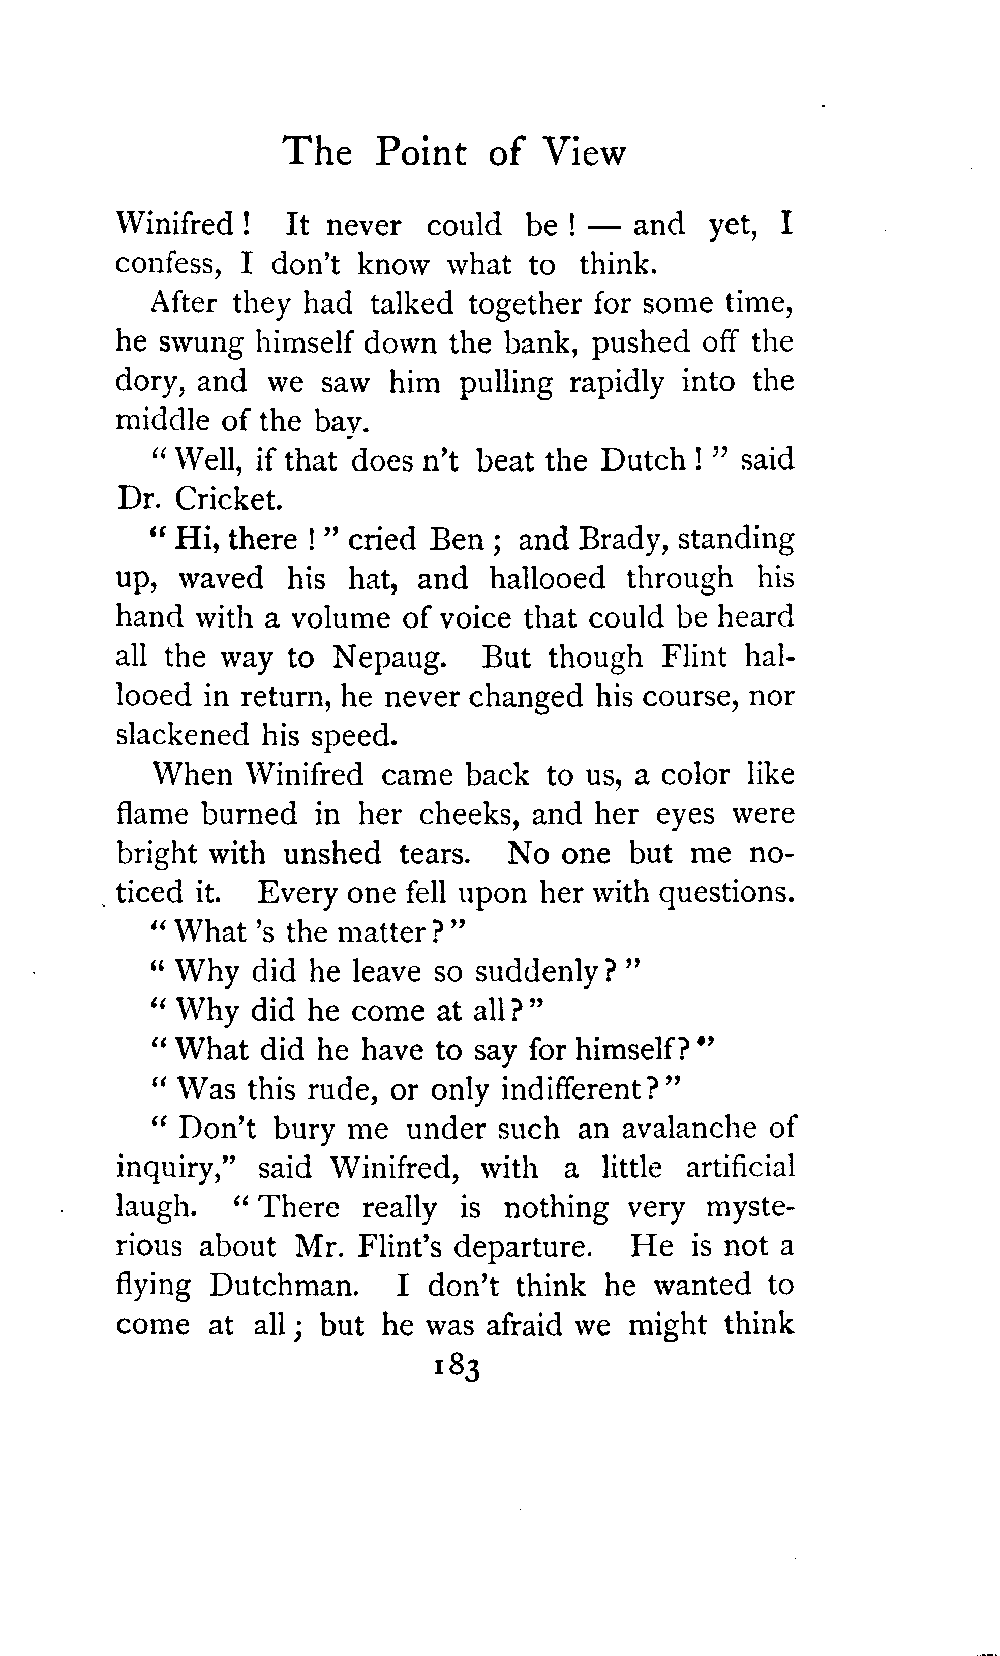 The Point of View
Winifred! It never could be! — and yet, I
confess, I don't know what to think.
After they had talked together for some time,
he swung himself down the bank, pushed off the
dory, and we saw him pulling rapidly into the
middle of the bay.
"Well, if that does n't beat the Dutch!" said
Dr. Cricket.
"Hi, there!" cried Ben; and Brady, standing
up, waved his hat, and hallooed through his
hand with a volume of voice that could be heard
all the way to Nepaug. But though Flint hal-
looed in return, he never changed his course, nor
slackened his speed.
When Winifred came back to us, a color like
flame burned in her cheeks, and her eyes were
bright with unshed tears. No one but me no-
ticed it. Every one fell upon her with questions.
"What 's the matter?"
"Why did he leave so suddenly?"
"Why did he come at all?"
"What did he have to say for himself?"
"Was this rude, or only indifferent?"
"Don't bury me under such an avalanche of
inquiry," said Winifred, with a little artificial
laugh. "There really is nothing very myste-
rious about Mr. Flint's departure. He is not a
flying Dutchman. I don't think he wanted to
come at all; but he was afraid we might think
183